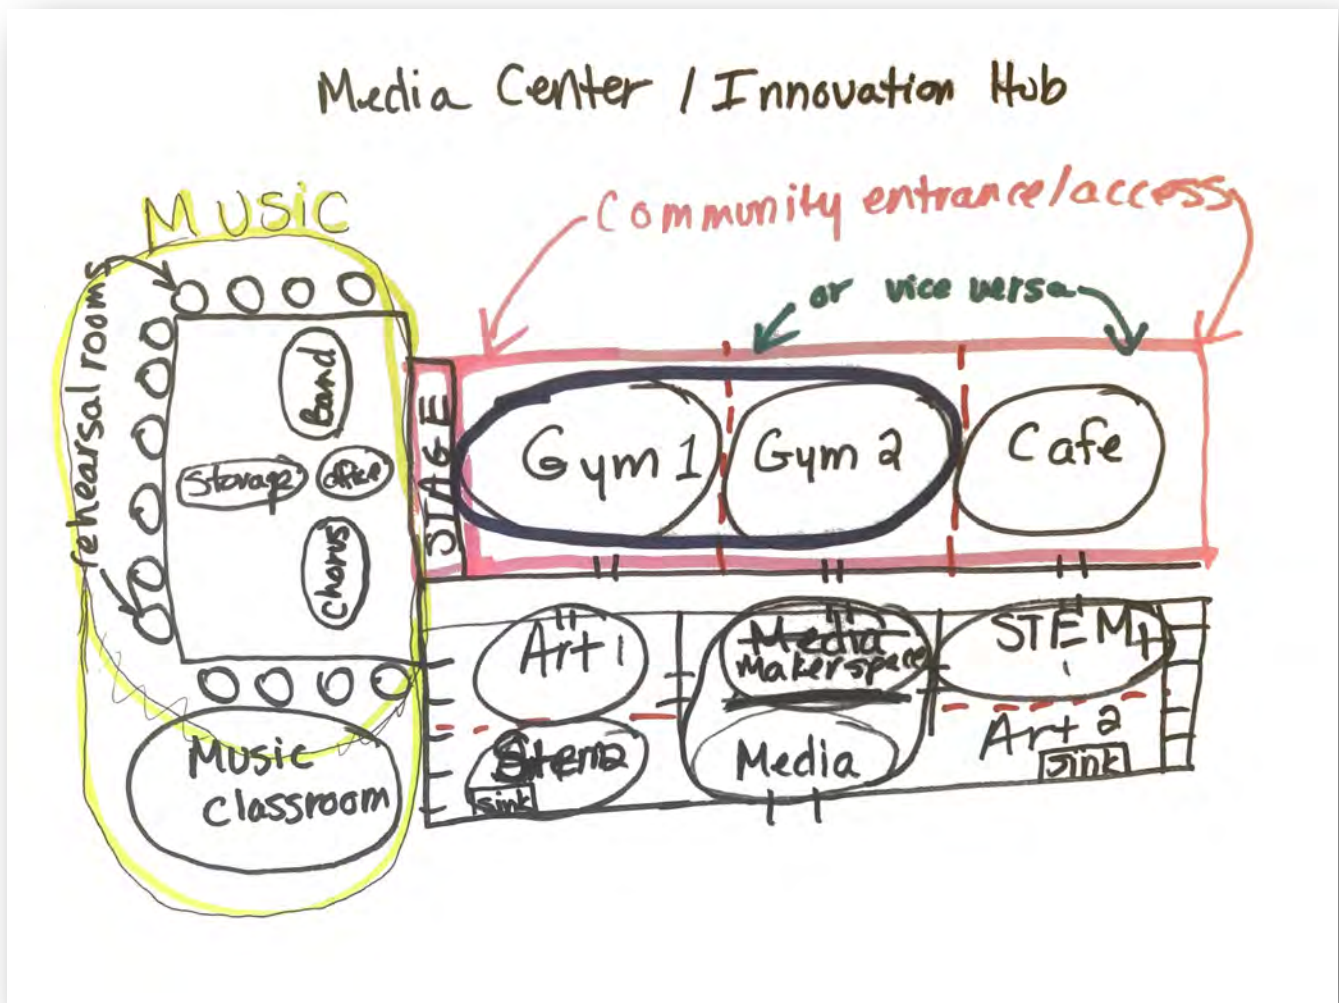 Media Center / Innovation Hub
MUSIC
Community entrance/access
or vice versa
rehearsal rooms
Band
Storage
office
Chorus
STAGE
Gym 1
Gym 2
Cafe
Art 1
Media
Makerspace
STEM 1
Stem 2
sink
Media
Art 2
sink
Music
classroom